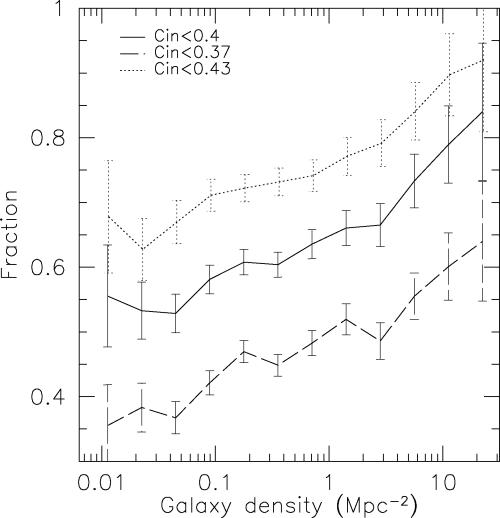 1
Cin<0.4
Cin<0.37
Cin<0.43
0.8
Fraction
0.6
0.4
0.01 0.1 1 10
Galaxy density (Mpc⁻²)